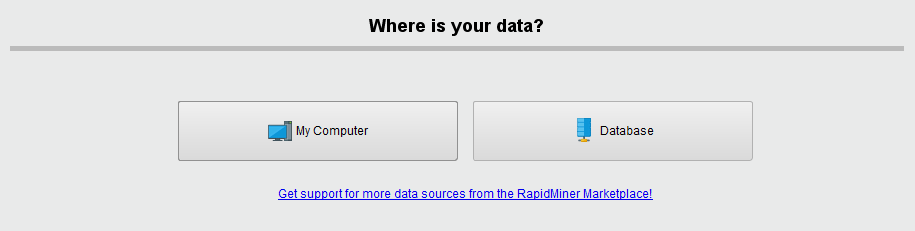 Where is your data?
My Computer
Database
Get support for more data sources from the RapidMiner Marketplace!